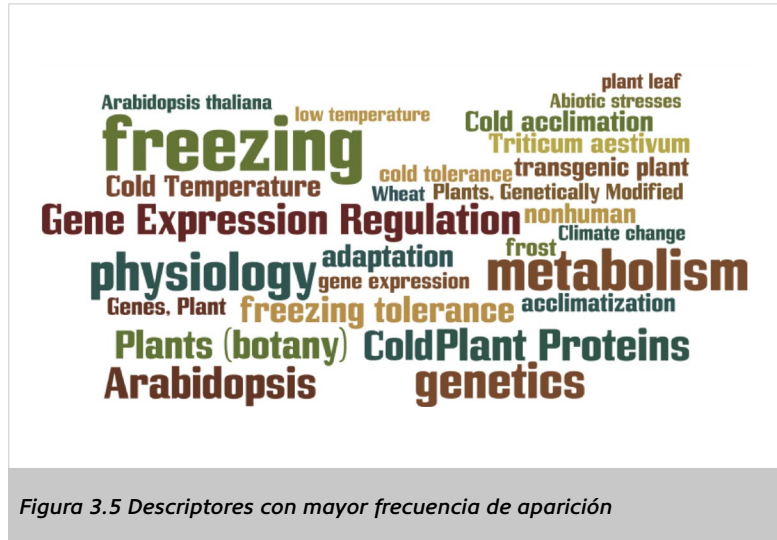 plant leaf
Arabidopsis thaliana
Abiotic stresses
low temperature
Cold acclimation
freezing
Triticum aestivum
cold tolerance
transgenic plant
Cold Temperature
Wheat
Plants, Genetically Modified
Gene Expression Regulation
nonhuman
Climate change
frost
adaptation
physiology
metabolism
gene expression
Genes, Plant
freezing tolerance
acclimatization
Plants (botany)
Cold
Plant Proteins
Arabidopsis
genetics
Figura 3.5 Descriptores con mayor frecuencia de aparición